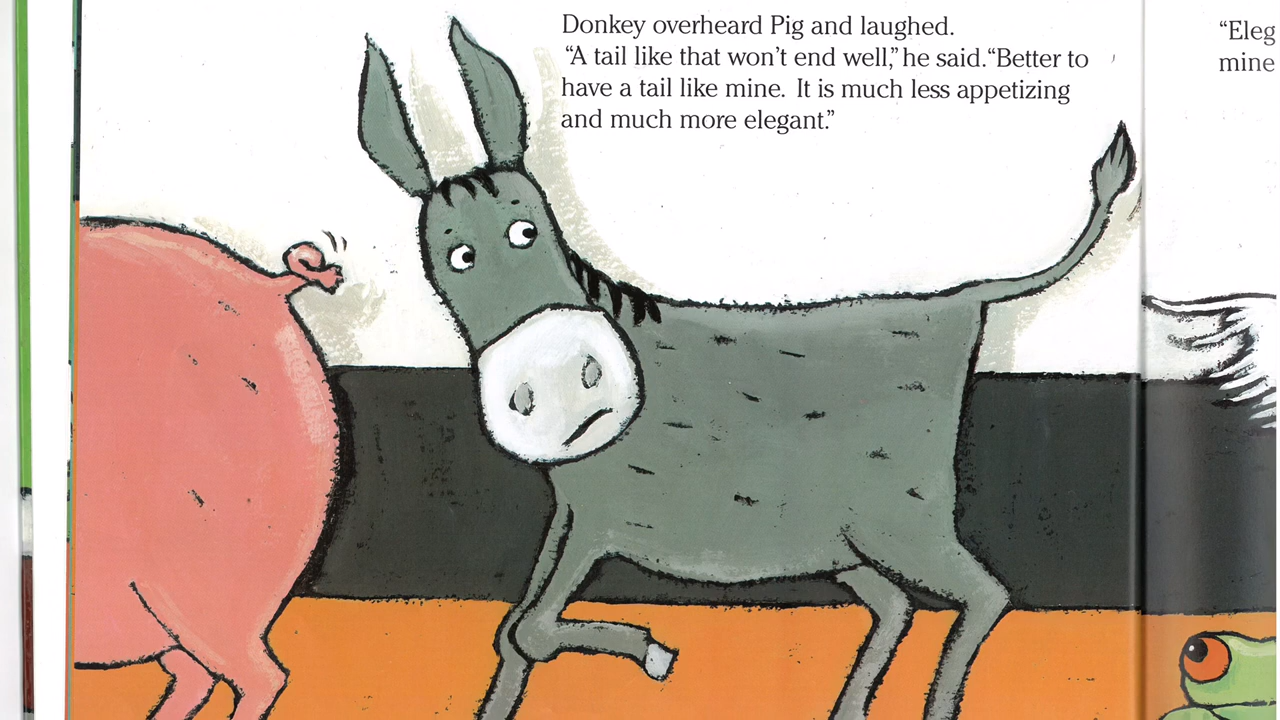 Donkey overheard Pig and laughed.
“A tail like that won’t end well,” he said. “Better to
have a tail like mine. It is much less appetizing
and much more elegant.”
“Eleg
mine